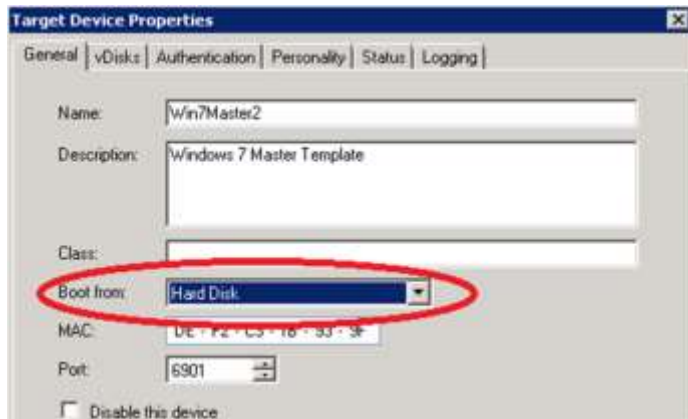 Target Device Properties
General vDisks Authentication Personality Status Logging
Name: Win7Master2
Description: Windows 7 Master Template
Class:
Boot from: Hard Disk
MAC:
Port: 6901
Disable this device